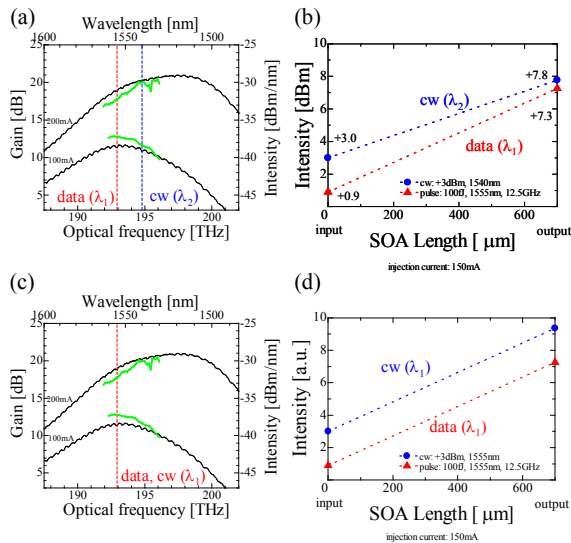 (a)
Wavelength [nm]
1600 1550 1500
25
20
15
10
5
Gain [dB]
200mA
100mA
-25
-30
-35
-40
-45
Intensity [dBm/nm]
data (λ1) cw (λ2)
190 195 200
Optical frequency [THz]
(b)
10
8
6
4
2
0
Intensity [dBm]
+7.8
cw (λ2)
+3.0
data (λ1)
+7.3
+0.9
cw: +3dBm, 1540nm
pulse: 100fJ, 1555nm, 12.5GHz
0 200 400 600
input output
SOA Length [ μm]
injection current: 150mA
(c)
Wavelength [nm]
1600 1550 1500
25
20
15
10
5
Gain [dB]
200mA
100mA
-25
-30
-35
-40
-45
Intensity [dBm/nm]
data, cw (λ1)
190 195 200
Optical frequency [THz]
(d)
10
8
6
4
2
0
Intensity [a.u.]
cw (λ1)
data (λ1)
cw: +3dBm, 1555nm
pulse: 100fJ, 1555nm, 12.5GHz
0 200 400 600
input output
SOA Length [ μm]
injection current: 150mA